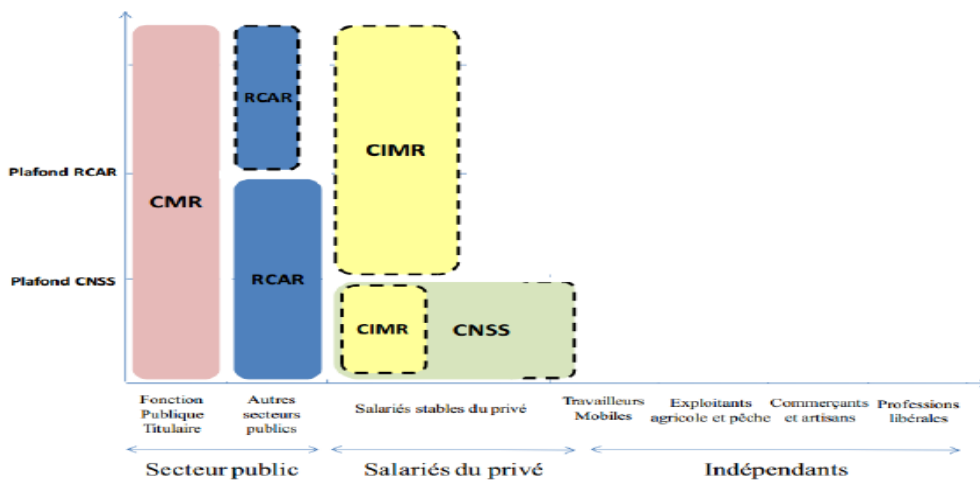 RCAR
CIMR
Plafond RCAR
CMR
Plafond CNSS
RCAR
CIMR
CNSS
Fonction
Publique
Titulaire
Autres
secteurs
publics
Salariés stables du privé
Travailleurs
Mobiles
Exploitants
agricole et pêche
Commerçants
et artisans
Professions
libérales
Secteur public
Salariés du privé
Indépendants